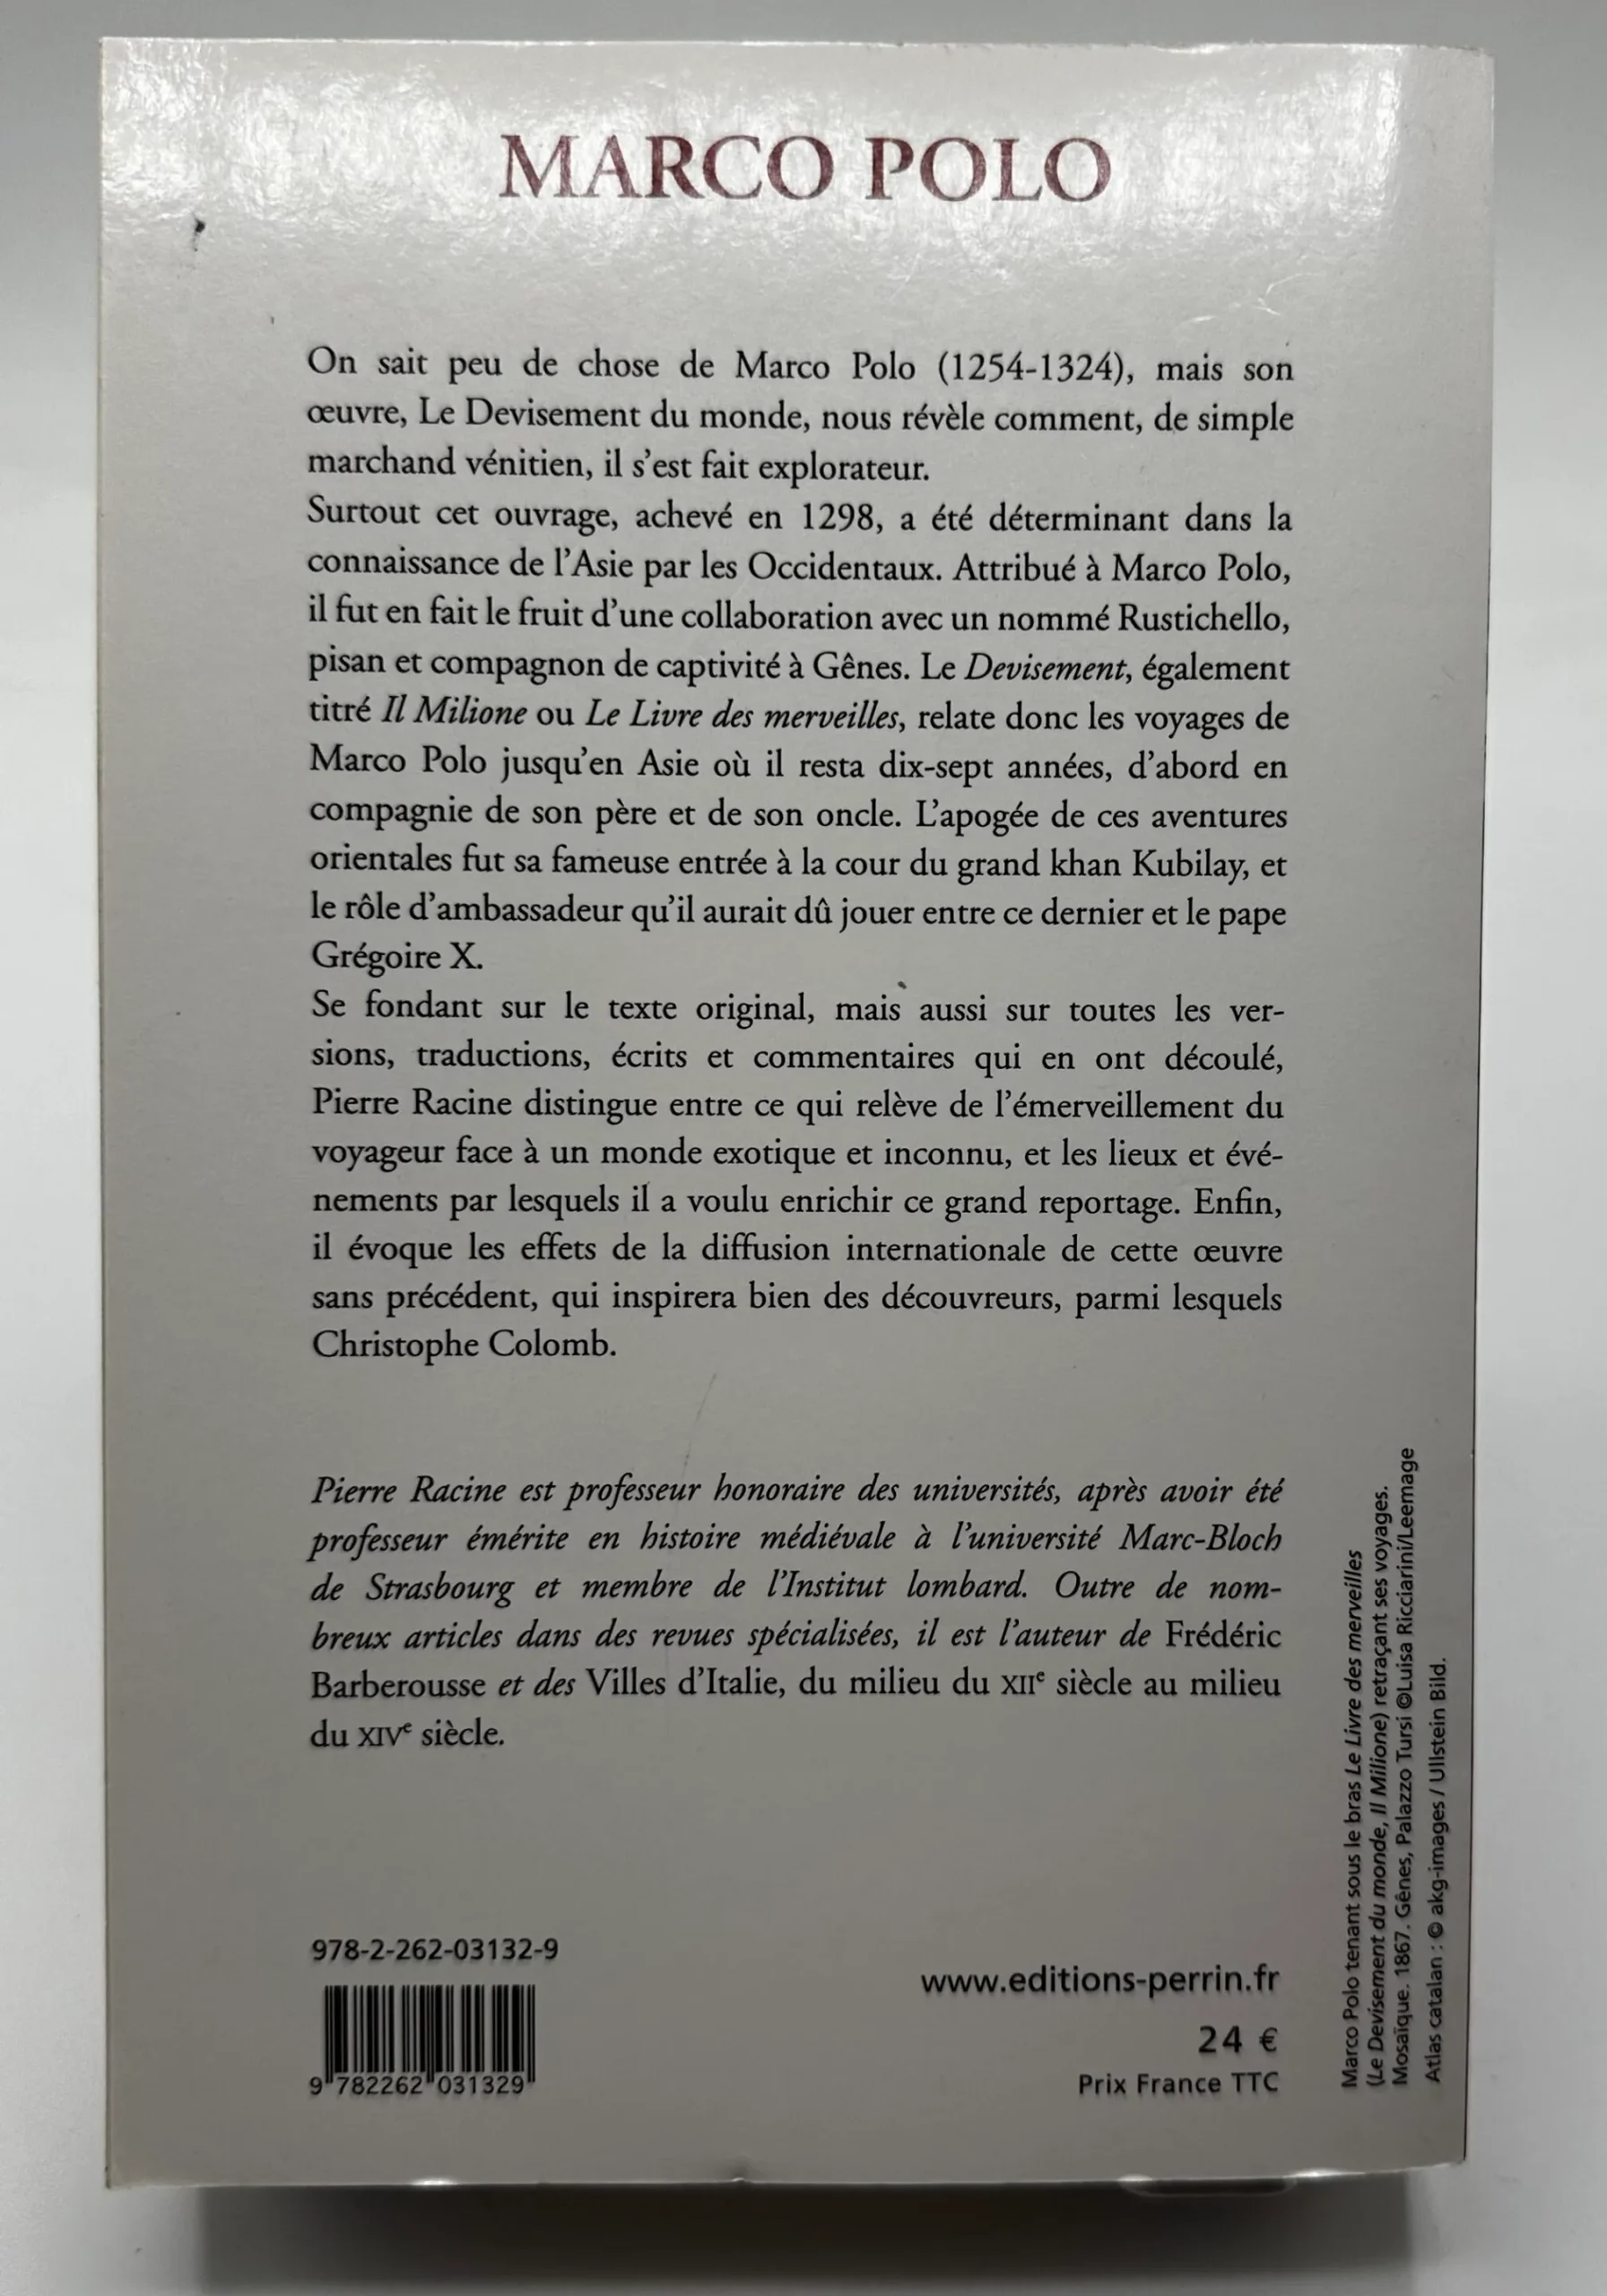 MARCO POLO
On sait peu de chose de Marco Polo (1254-1324), mais son
œuvre, Le Devisement du monde, nous révèle comment, de simple
marchand vénitien, il s’est fait explorateur.
Surtout cet ouvrage, achevé en 1298, a été déterminant dans la
connaissance de l’Asie par les Occidentaux. Attribué à Marco Polo,
il fut en fait le fruit d’une collaboration avec un nommé Rustichello,
pisan et compagnon de captivité à Gênes. Le Devisement, également
titré Il Milione ou Le Livre des merveilles, relate donc les voyages de
Marco Polo jusqu’en Asie où il resta dix-sept années, d’abord en
compagnie de son père et de son oncle. L’apogée de ces aventures
orientales fut sa fameuse entrée à la cour du grand khan Kubilay, et
le rôle d’ambassadeur qu’il aurait dû jouer entre ce dernier et le pape
Grégoire X.
Se fondant sur le texte original, mais aussi sur toutes les ver-
sions, traductions, écrits et commentaires qui en ont découlé,
Pierre Racine distingue entre ce qui relève de l’émerveillement du
voyageur face à un monde exotique et inconnu, et les lieux et évé-
nements par lesquels il a voulu enrichir ce grand reportage. Enfin,
il évoque les effets de la diffusion internationale de cette œuvre
sans précédent, qui inspirera bien des découvreurs, parmi lesquels
Christophe Colomb.
Pierre Racine est professeur honoraire des universités, après avoir été
professeur émérite en histoire médiévale à l’université Marc-Bloch
de Strasbourg et membre de l’Institut lombard. Outre de nom-
breux articles dans des revues spécialisées, il est l’auteur de Frédéric
Barberousse et des Villes d’Italie, du milieu du XIIe siècle au milieu
du XIVe siècle.
978-2-262-03132-9
9 782262 031329
www.editions-perrin.fr
24 €
Prix France TTC
Marco Polo tenant sous le bras Le Livre des merveilles
(Le Devisement du monde, Il Milione) retraçant ses voyages.
Mosaïque. 1867. Gênes, Palazzo Tursi ©Luisa Ricciarini/Leemage
Atlas catalan : © akg-images / Ullstein Bild.